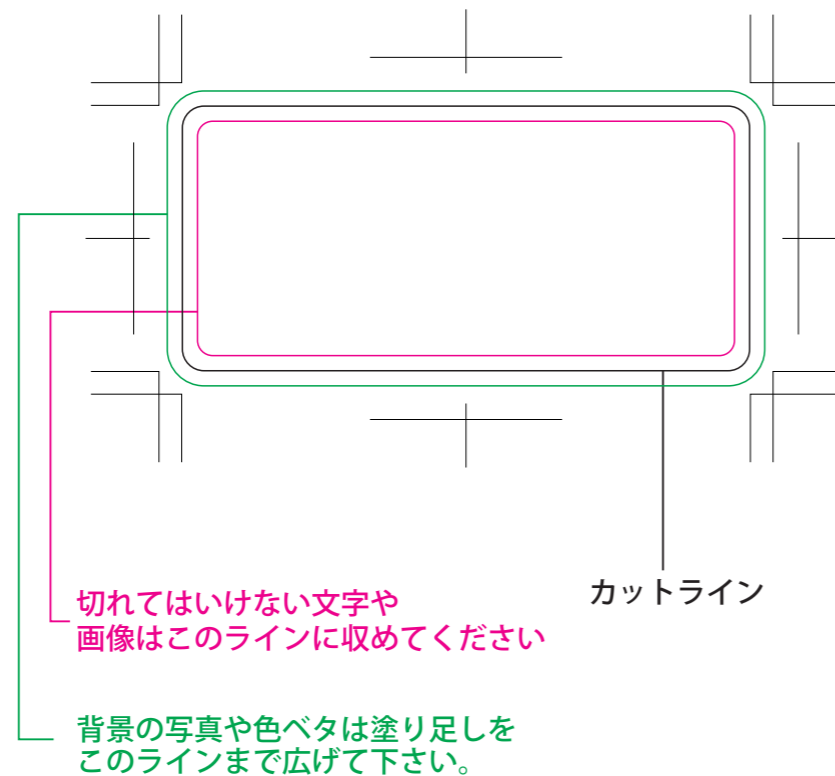 カットライン
切れてはいけない文字や
画像はこのラインに収めてください
背景の写真や色ベタは塗り足しを
このラインまで広げて下さい。